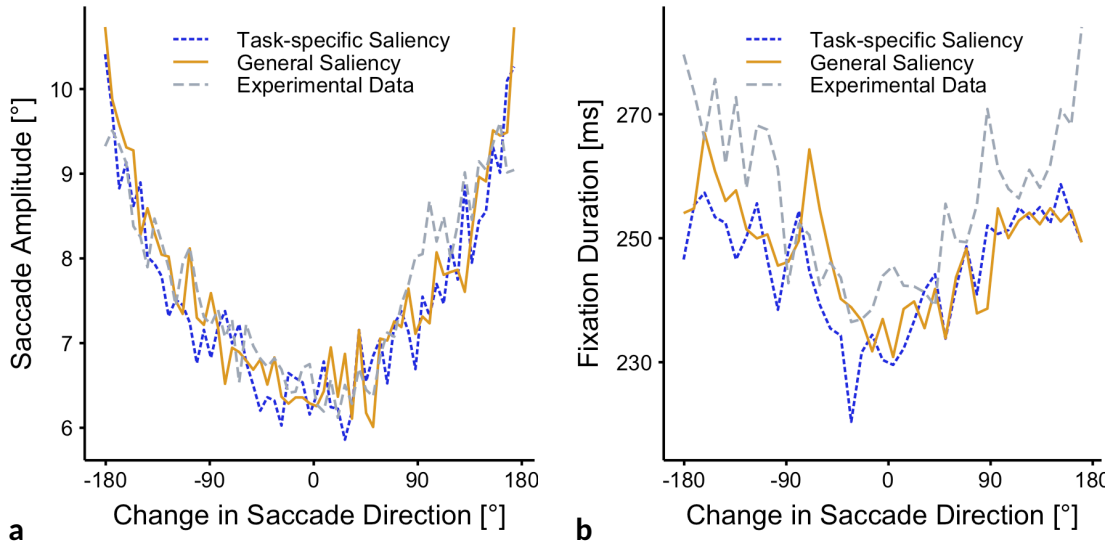 Task-specific Saliency
General Saliency
Experimental Data
Saccade Amplitude [°]
10
9
8
7
6
-180
-90
0
90
180
Change in Saccade Direction [°]
a
Task-specific Saliency
General Saliency
Experimental Data
Fixation Duration [ms]
270
250
230
-180
-90
0
90
180
Change in Saccade Direction [°]
b